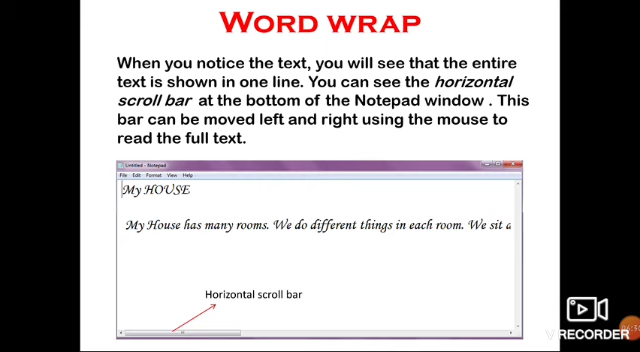 WORD WRAP
When you notice the text, you will see that the entire
text is shown in one line. You can see the horizontal
scroll bar at the bottom of the Notepad window . This
bar can be moved left and right using the mouse to
read the full text.
Untitled - Notepad
File Edit Format View Help
My HOUSE
My House has many rooms. We do different things in each room. We sit a
Horizontal scroll bar
V RECORDER